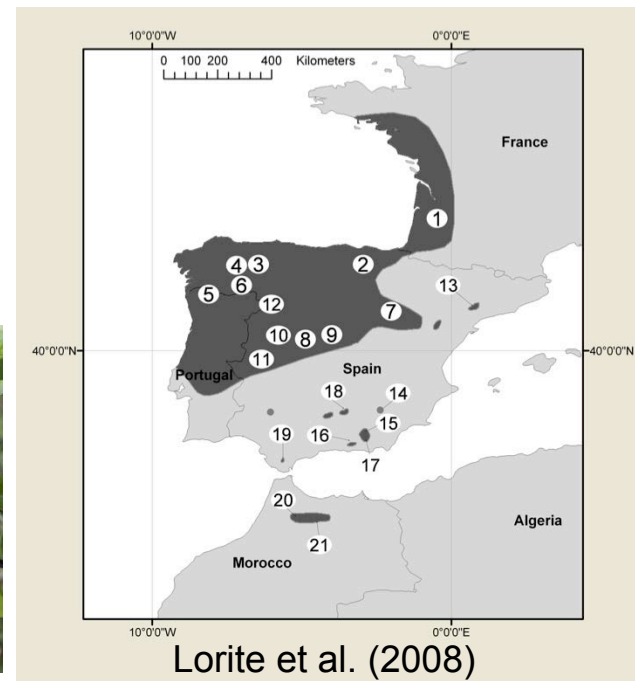 10°0'0"W 0°0'0"E
0 100 200 400 Kilometers
France
1
4 3 2
6
5
12
13
7
10 8 9
11
40°0'0"N 40°0'0"N
Portugal
Spain
18 14
15
19 16
17
20
21
Algeria
Morocco
10°0'0"W 0°0'0"E
Lorite et al. (2008)